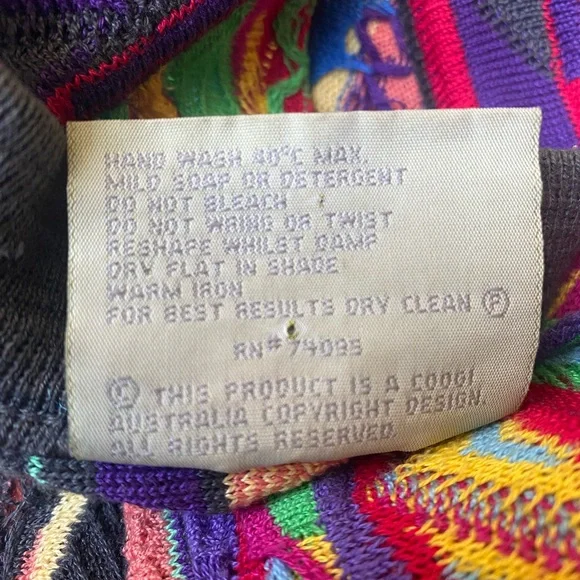 HAND WASH 40°C MAX.
MILD SOAP OR DETERGENT
DO NOT BLEACH
DO NOT WRING OR TWIST
RESHAPE WHILST DAMP
DRY FLAT IN SHADE
WARM IRON
FOR BEST RESULTS DRY CLEAN Ⓟ
RN#74095
© THIS PRODUCT IS A COOGI
AUSTRALIA COPYRIGHT DESIGN.
ALL RIGHTS RESERVED.